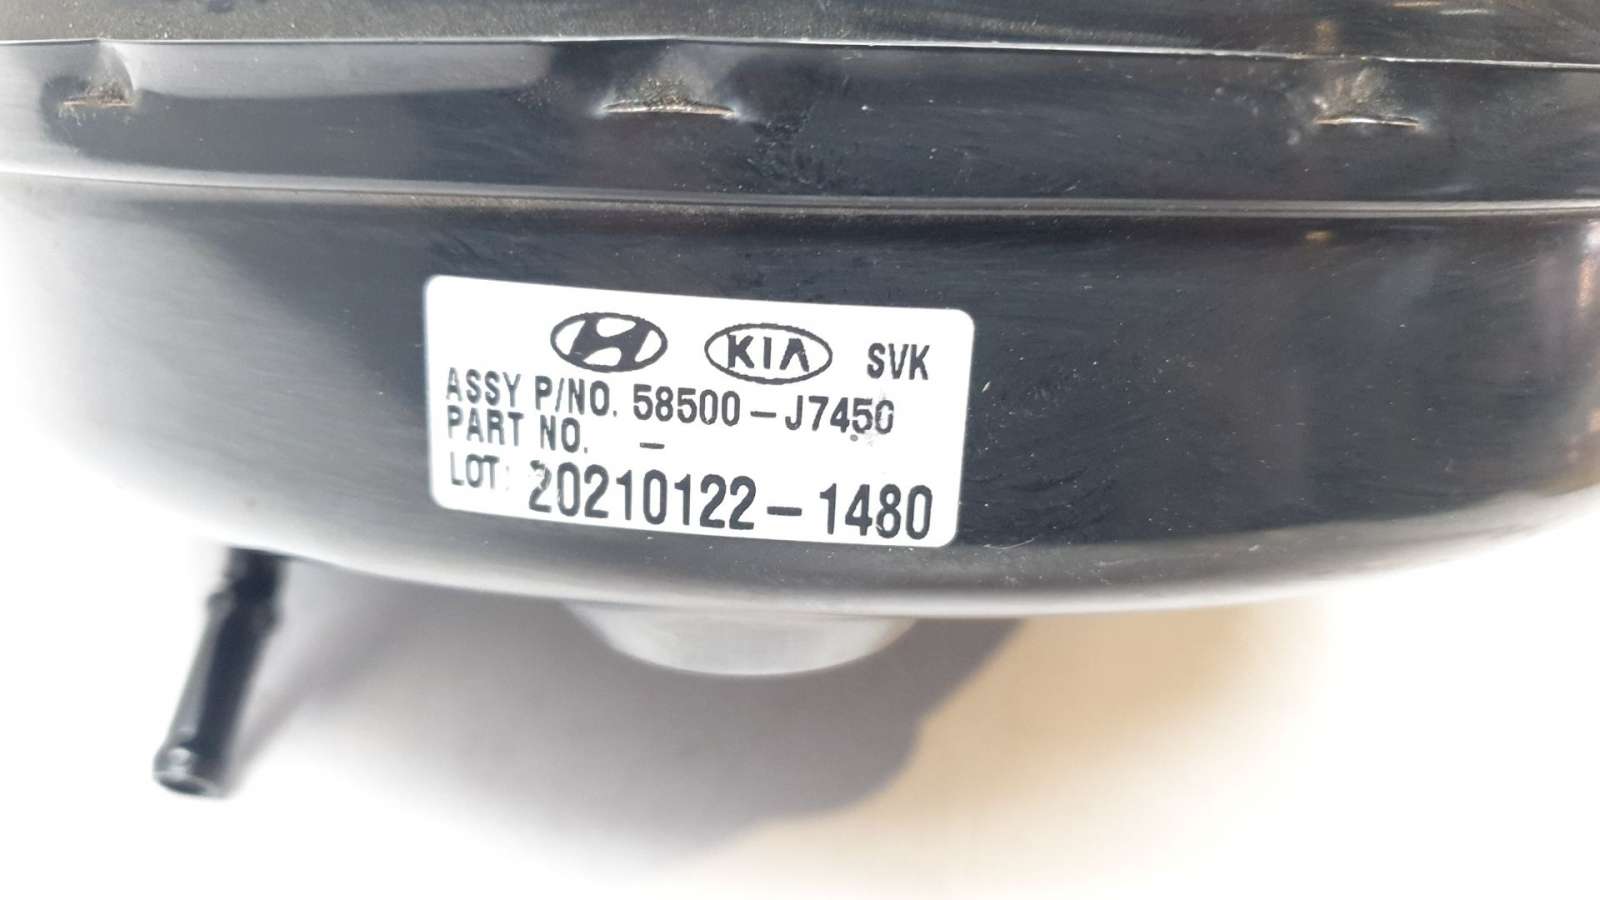 KIA SVK
ASSY P/NO. 58500-J7450
PART NO. -
LOT: 20210122-1480